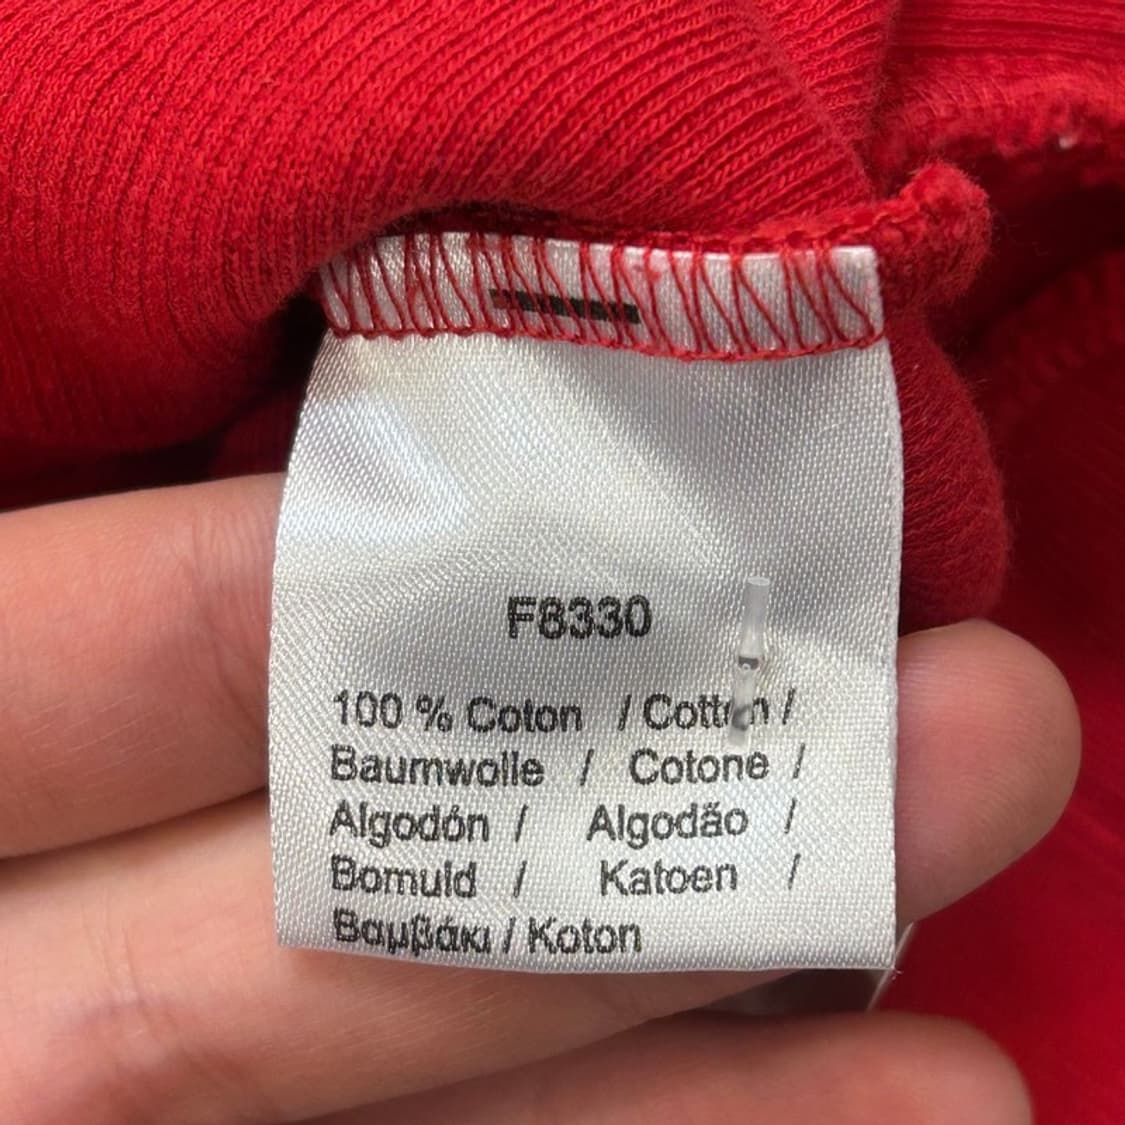 F8330
100 % Coton / Cotton /
Baumwolle / Cotone /
Algodón / Algodão /
Bomuld / Katoen /
Βαμβάκι / Koton